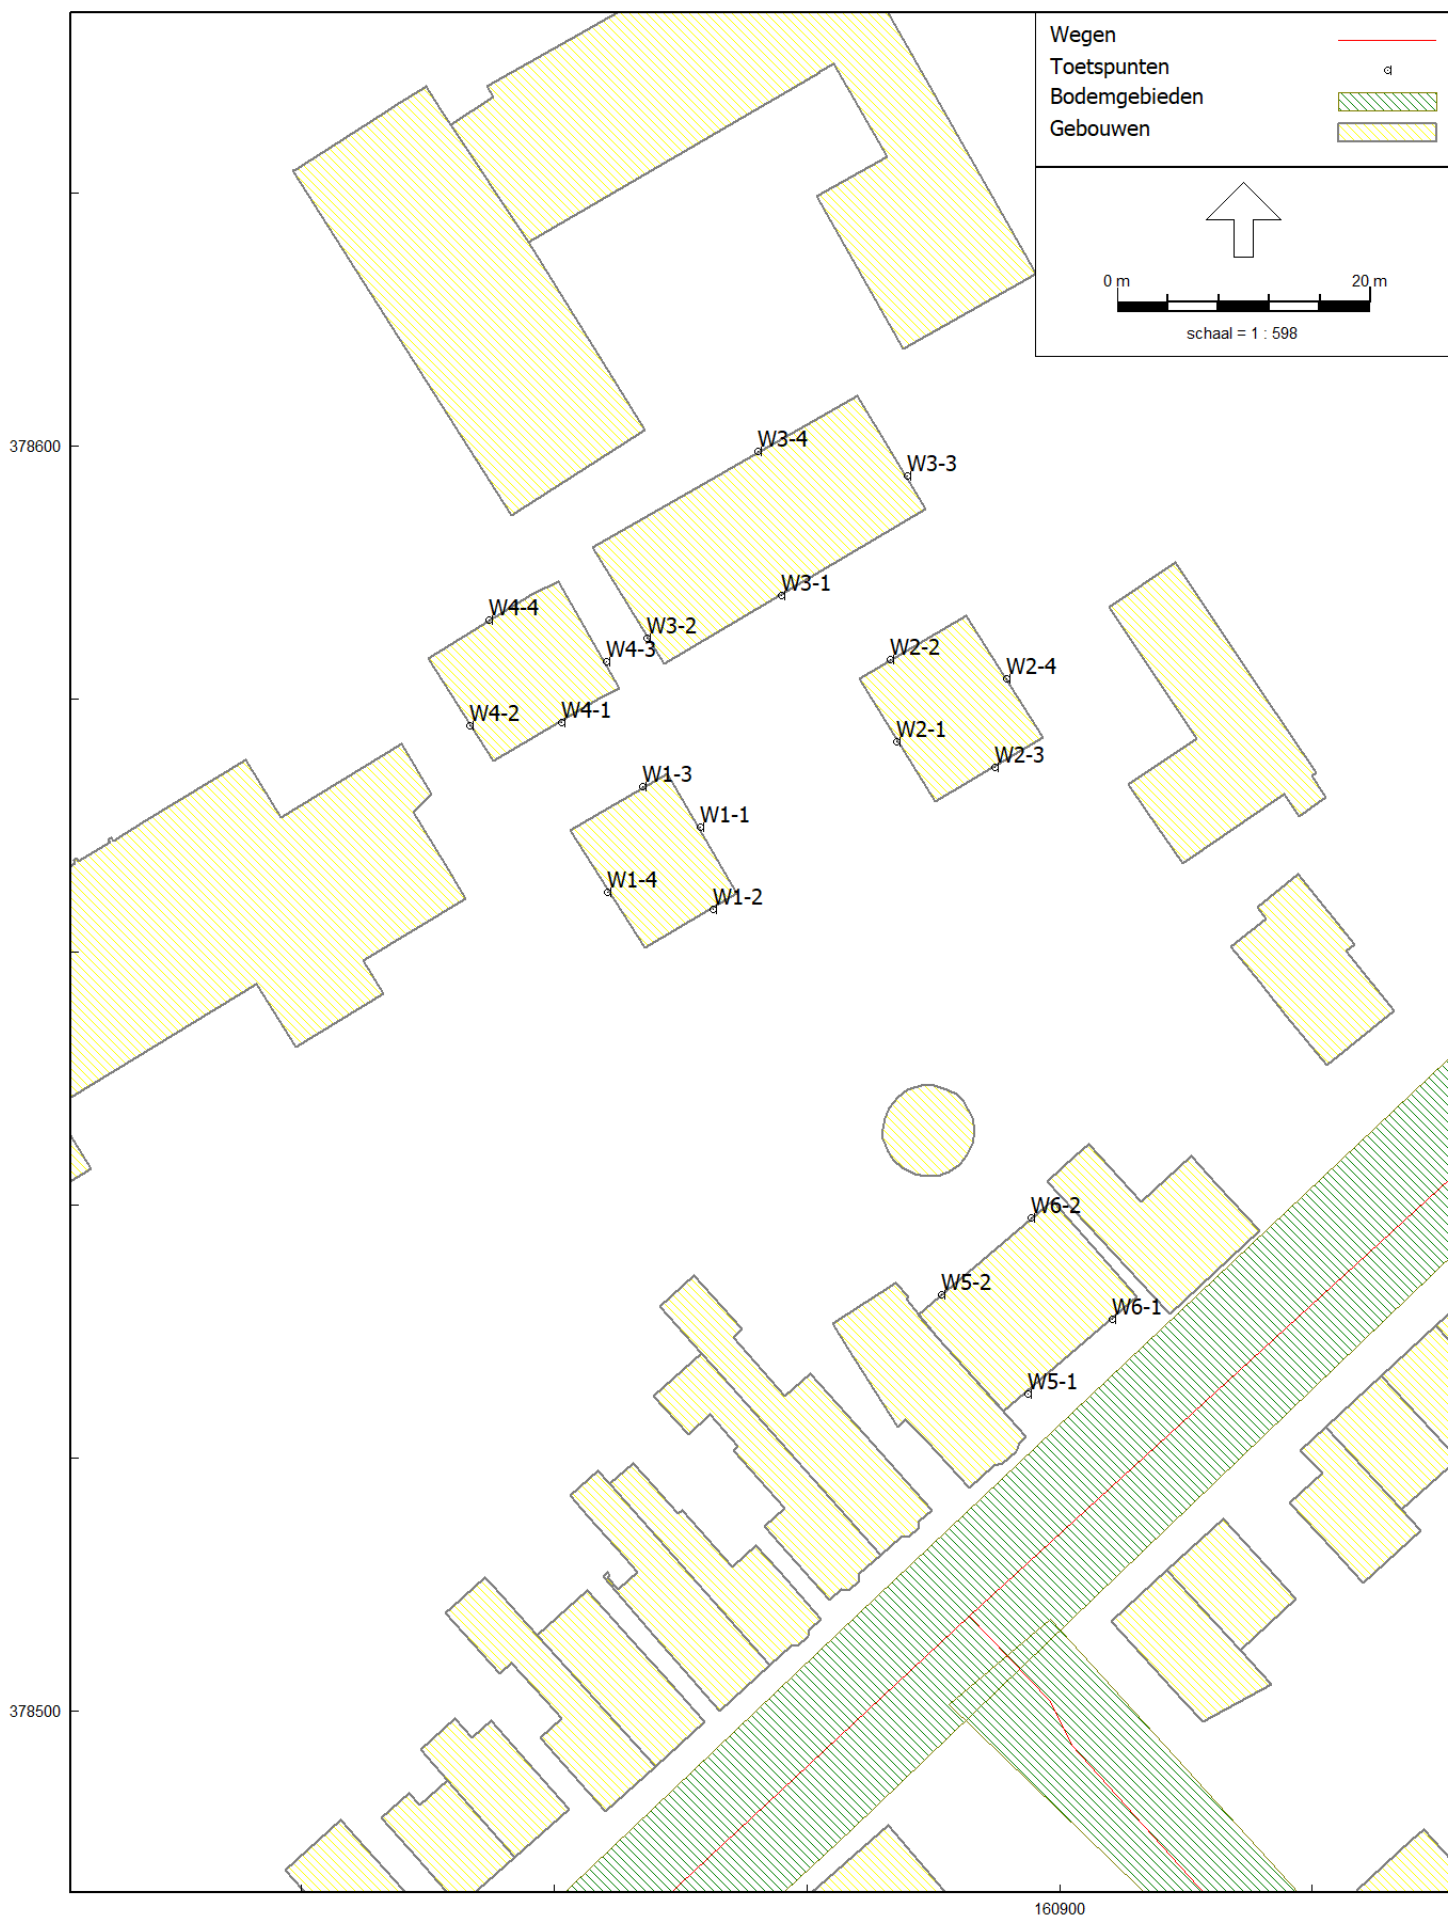 Wegen
Toetspunten
Bodemgebieden
Gebouwen
0 m 20 m
schaal = 1 : 598
378600
W3-4
W3-3
W3-1
W4-4
W3-2
W4-3
W2-2
W2-4
W4-2
W4-1
W2-1
W2-3
W1-3
W1-1
W1-4
W1-2
W6-2
W5-2
W6-1
W5-1
378500
160900